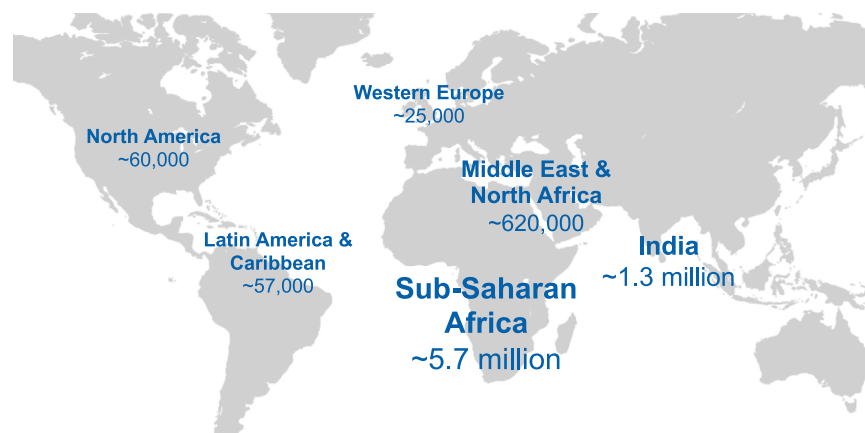 Western Europe
~25,000
North America
~60,000
Middle East &
North Africa
~620,000
Latin America &
Caribbean
~57,000
India
~1.3 million
Sub-Saharan
Africa
~5.7 million